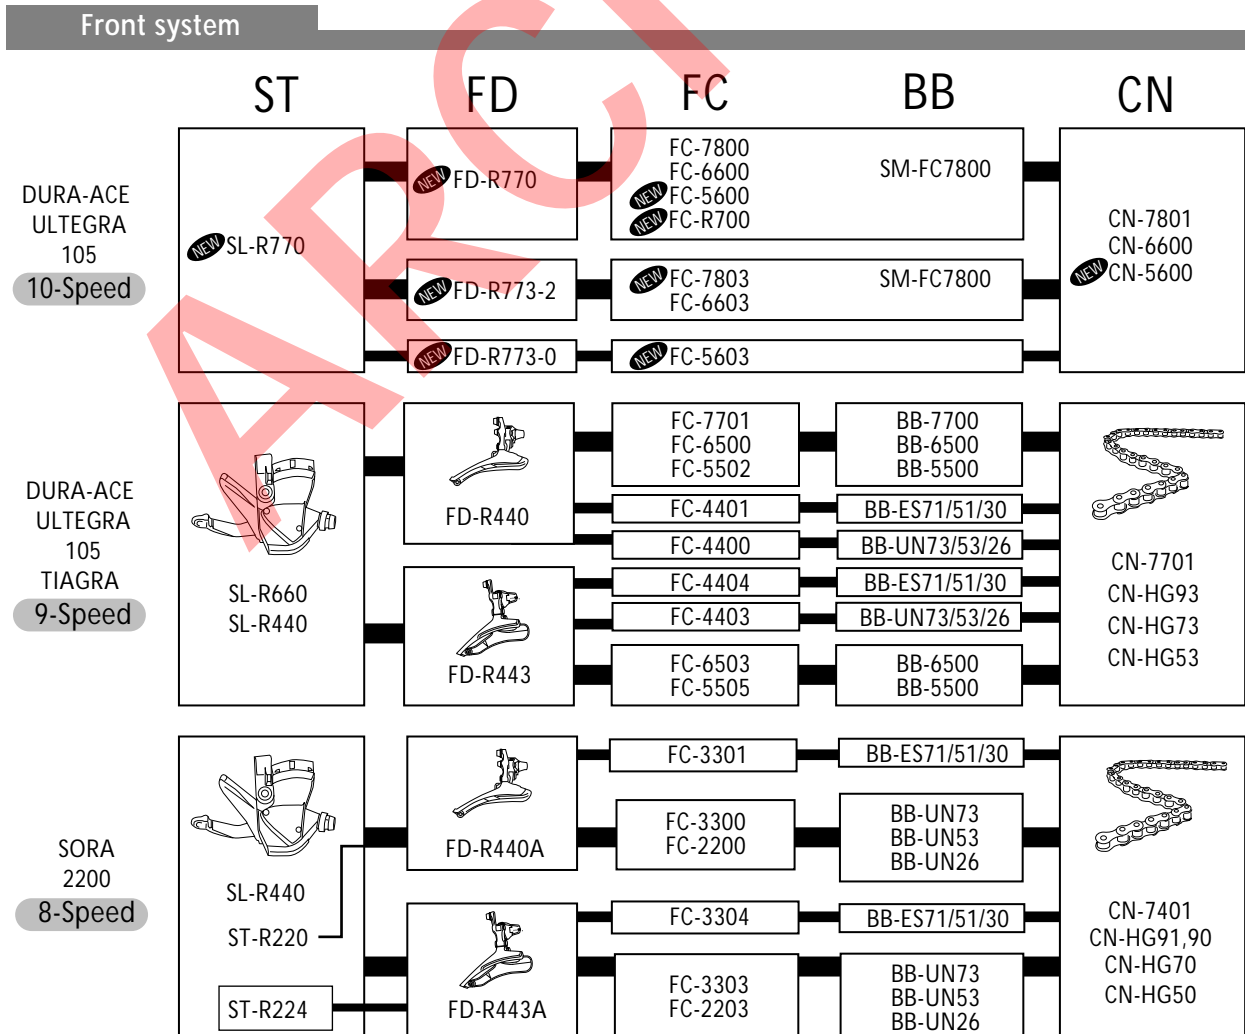 Front system
ST FD FC BB CN
DURA-ACE
ULTEGRA
105
10-Speed
NEW SL-R770
NEW FD-R770
FC-7800
FC-6600
NEW FC-5600
NEW FC-R700
SM-FC7800
NEW FD-R773-2
NEW FC-7803
FC-6603
SM-FC7800
NEW FD-R773-0
NEW FC-5603
CN-7801
CN-6600
NEW CN-5600
DURA-ACE
ULTEGRA
105
TIAGRA
9-Speed
SL-R660
SL-R440
FD-R440
FC-7701
FC-6500
FC-5502
BB-7700
BB-6500
BB-5500
FC-4401
BB-ES71/51/30
FC-4400
BB-UN73/53/26
FD-R443
FC-4404
BB-ES71/51/30
FC-4403
BB-UN73/53/26
FC-6503
FC-5505
BB-6500
BB-5500
CN-7701
CN-HG93
CN-HG73
CN-HG53
SORA
2200
8-Speed
SL-R440
ST-R220
ST-R224
FD-R440A
FC-3301
BB-ES71/51/30
FC-3300
FC-2200
BB-UN73
BB-UN53
BB-UN26
FD-R443A
FC-3304
BB-ES71/51/30
FC-3303
FC-2203
BB-UN73
BB-UN53
BB-UN26
CN-7401
CN-HG91,90
CN-HG70
CN-HG50
ARCI